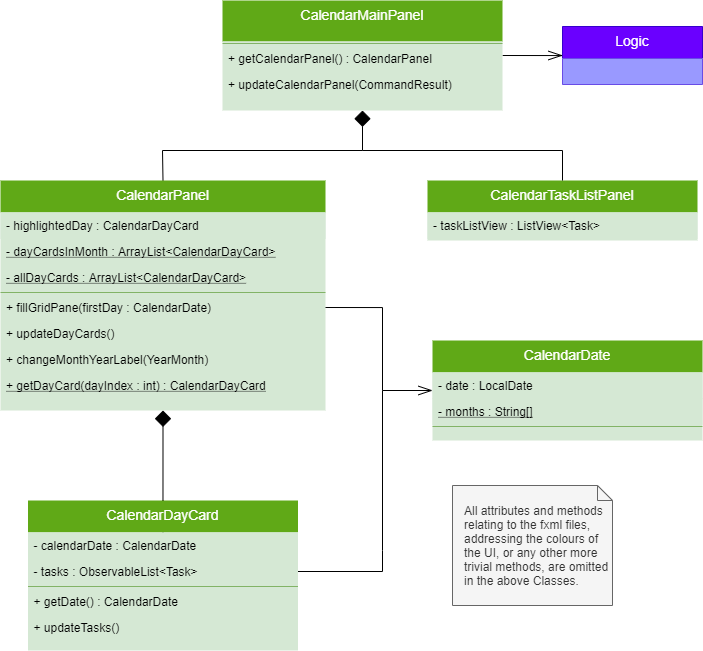 CalendarMainPanel
+ getCalendarPanel() : CalendarPanel
+ updateCalendarPanel(CommandResult)
Logic
CalendarPanel
- highlightedDay : CalendarDayCard
- dayCardsInMonth : ArrayList<CalendarDayCard>
- allDayCards : ArrayList<CalendarDayCard>
+ fillGridPane(firstDay : CalendarDate)
+ updateDayCards()
+ changeMonthYearLabel(YearMonth)
+ getDayCard(dayIndex : int) : CalendarDayCard
CalendarTaskListPanel
- taskListView : ListView<Task>
CalendarDate
- date : LocalDate
- months : String[]
CalendarDayCard
- calendarDate : CalendarDate
- tasks : ObservableList<Task>
+ getDate() : CalendarDate
+ updateTasks()
All attributes and methods
relating to the fxml files,
addressing the colours of
the UI, or any other more
trivial methods, are omitted
in the above Classes.